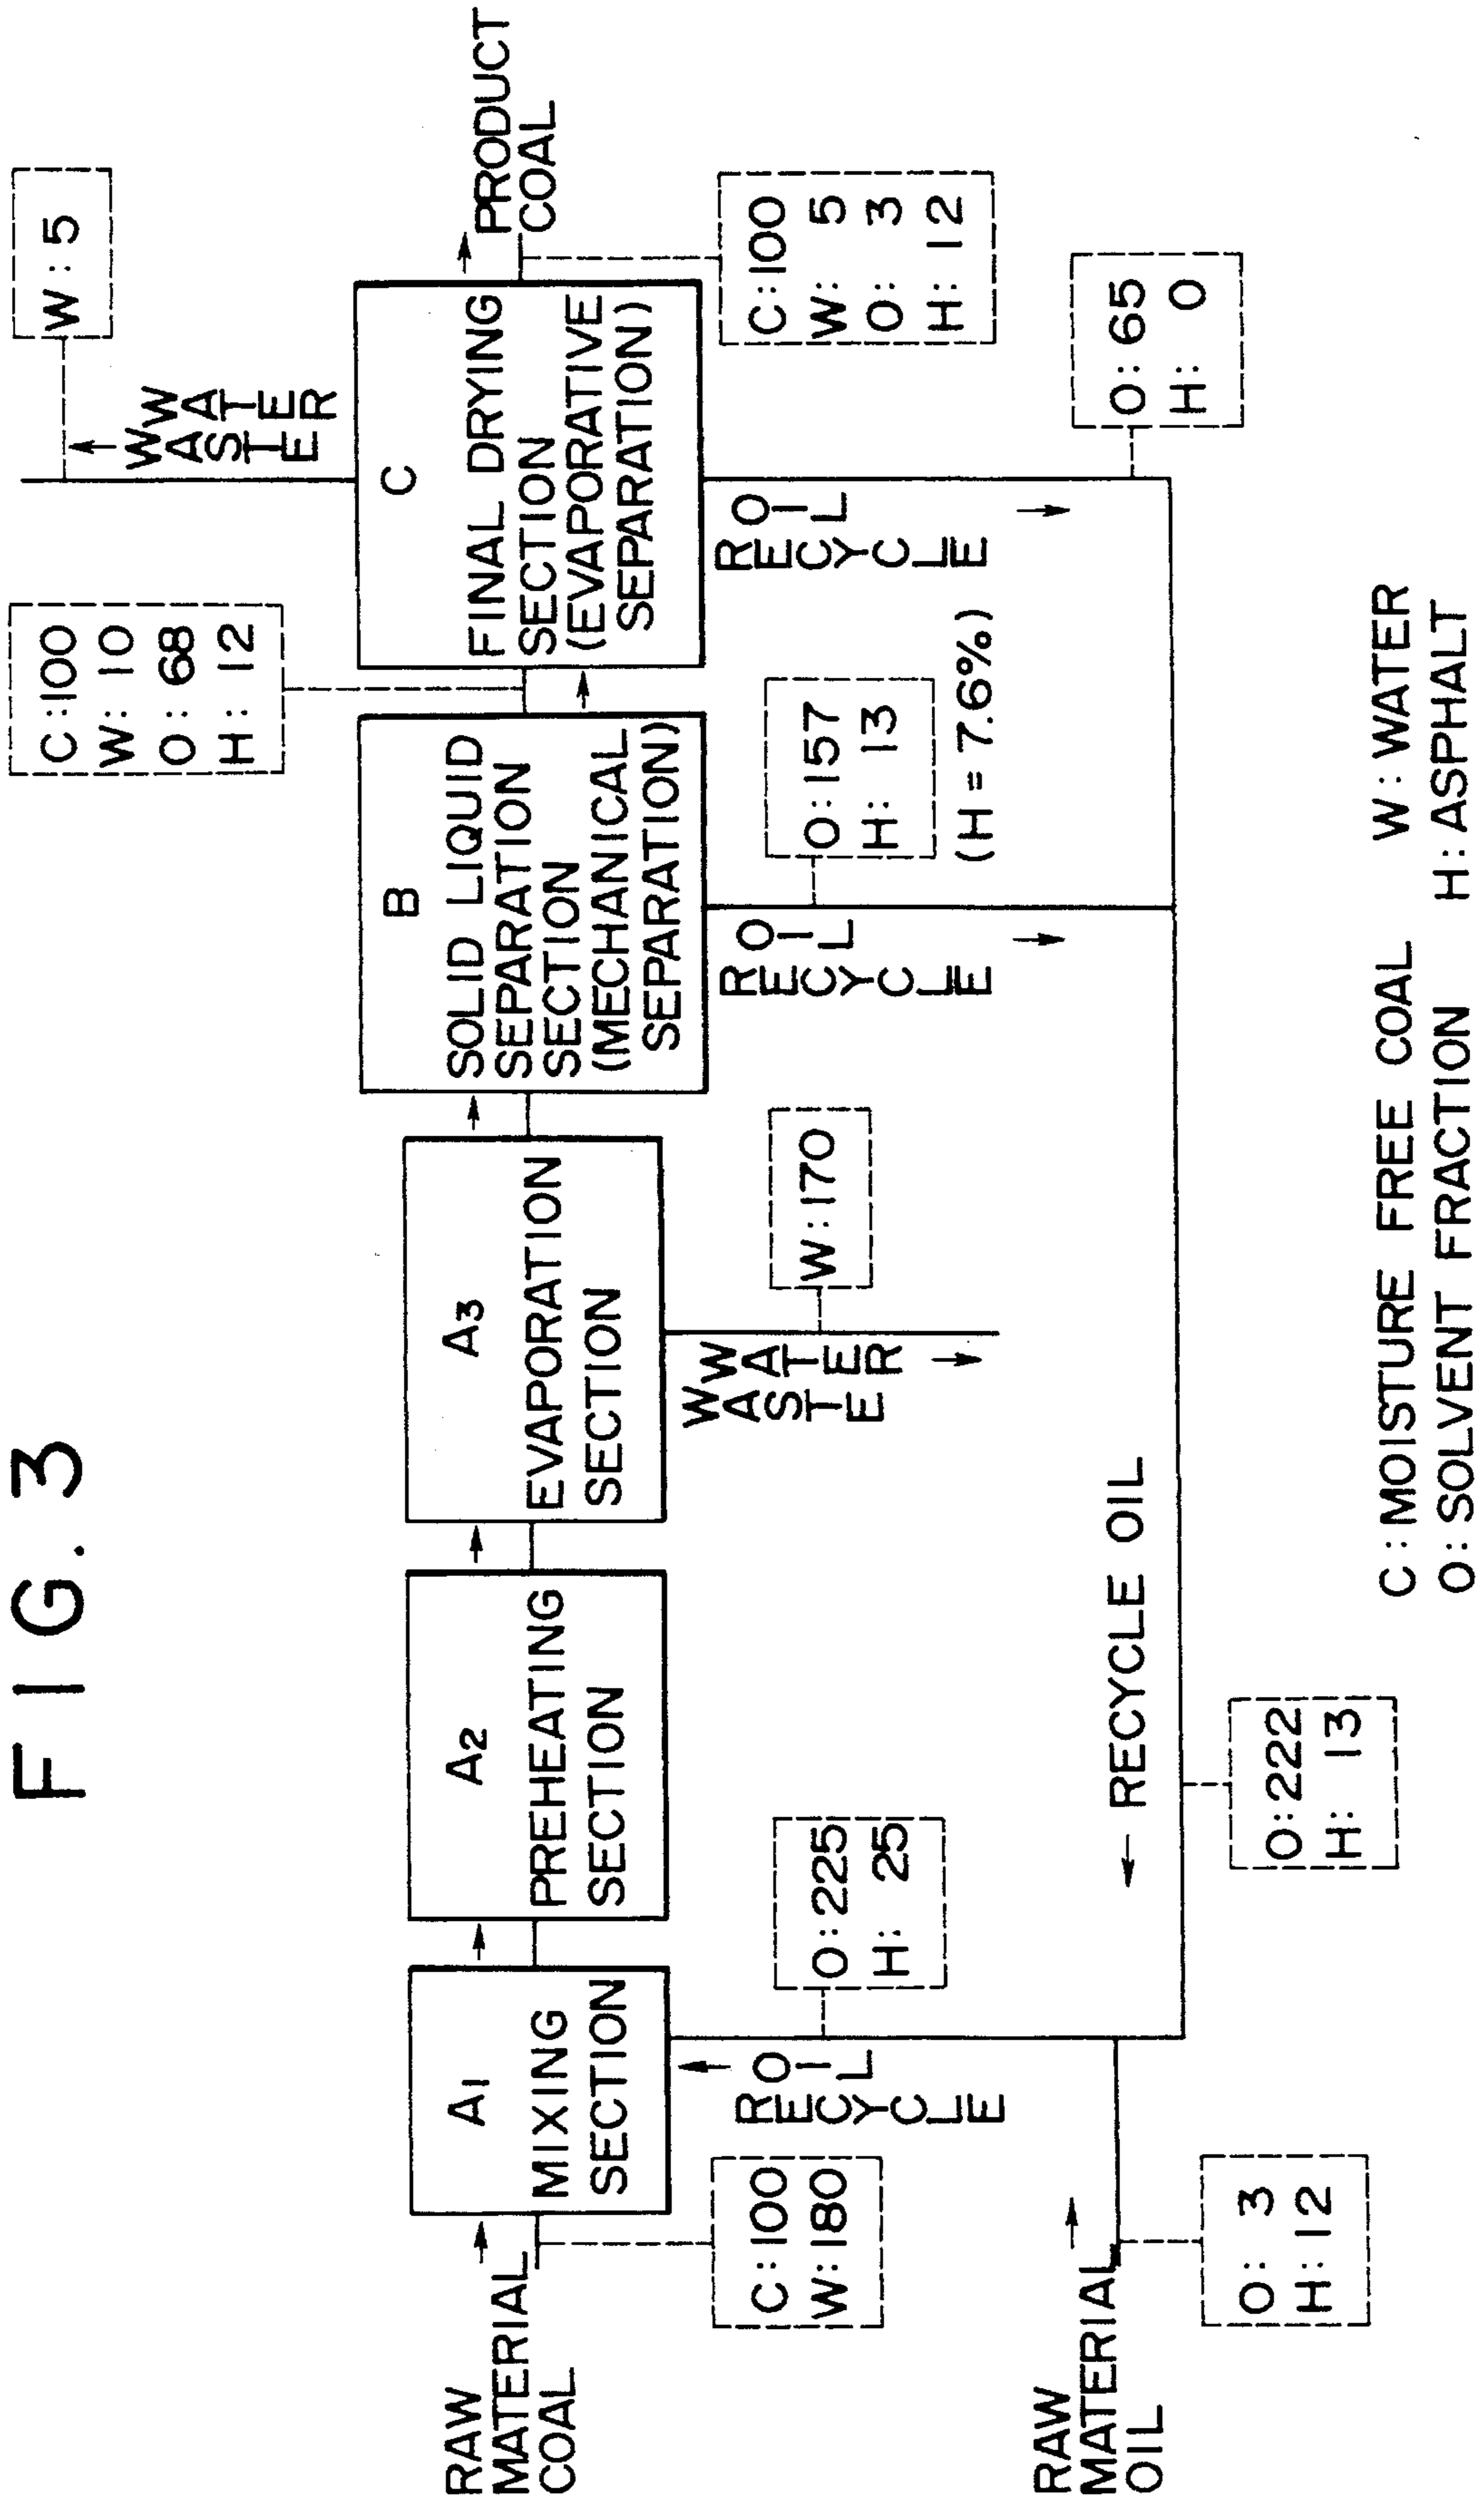 FIG. 3
RAW
MATERIAL
COAL
C:100
W:180
A1
MIXING
SECTION
A2
PREHEATING
SECTION
A3
EVAPORATION
SECTION
B
SOLID LIQUID
SEPARATION
SECTION
(MECHANICAL
SEPARATION)
C:100
W: 10
O: 68
H: 12
C
FINAL DRYING
SECTION
(EVAPORATIVE
SEPARATION)
WASTE
WATER
W: 5
PRODUCT
COAL
C:100
W: 5
O: 3
H: 12
RECYCLE
OIL
O:225
H: 25
WASTE
WATER
W:170
RECYCLE
OIL
O:157
H: 13
(H=7.6%)
RECYCLE
OIL
O: 65
H: 0
RAW
MATERIAL
OIL
O: 3
H:12
RECYCLE OIL
O:222
H: 13
C:MOISTURE FREE COAL W:WATER
O:SOLVENT FRACTION H:ASPHALT